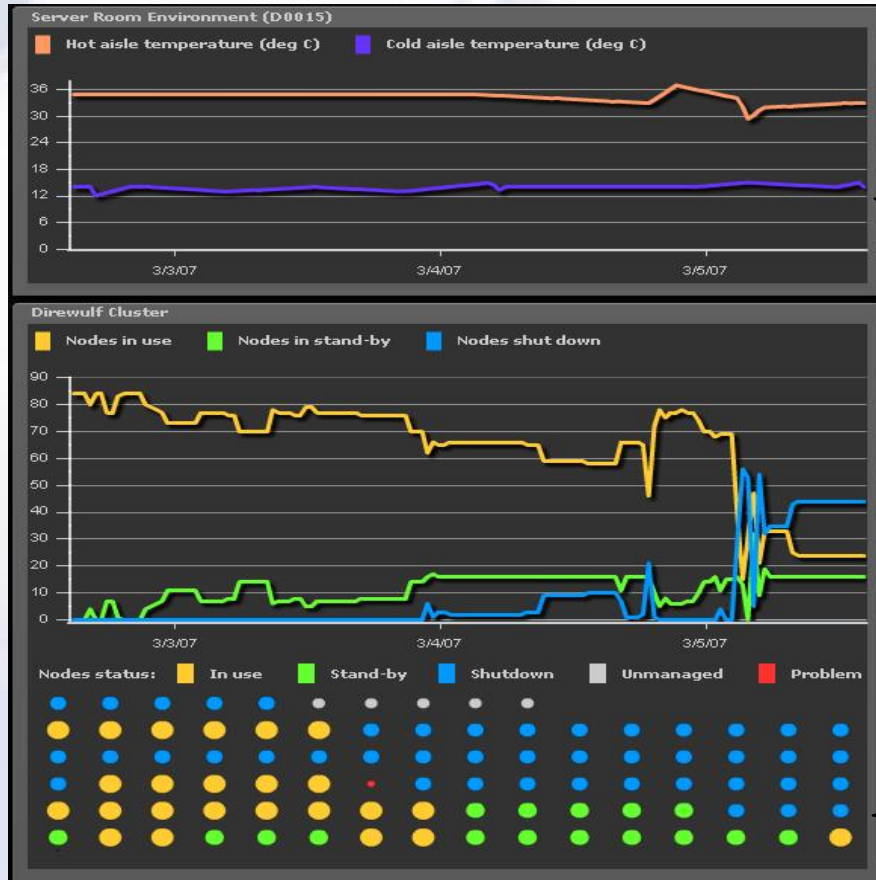 Server Room Environment (D0015)
Hot aisle temperature (deg C) Cold aisle temperature (deg C)
36
30
24
18
12
6
0
3/3/07 3/4/07 3/5/07
Direwulf Cluster
Nodes in use Nodes in stand-by Nodes shut down
90
80
70
60
50
40
30
20
10
0
3/3/07 3/4/07 3/5/07
Nodes status: In use Stand-by Shutdown Unmanaged Problem